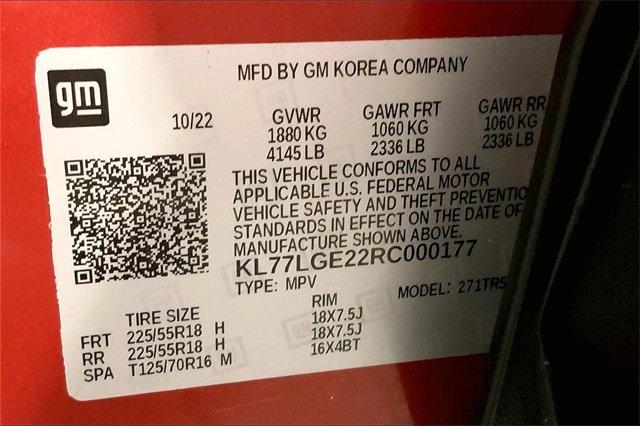 gm
MFD BY GM KOREA COMPANY
10/22 GVWR GAWR FRT GAWR RR
1880 KG 1060 KG 1060 KG
4145 LB 2336 LB 2336 LB
THIS VEHICLE CONFORMS TO ALL
APPLICABLE U.S. FEDERAL MOTOR
VEHICLE SAFETY AND THEFT PREVENTIO
STANDARDS IN EFFECT ON THE DATE OF
MANUFACTURE SHOWN ABOVE.
KL77LGE22RC000177
TYPE: MPV MODEL: 271TR5
TIRE SIZE RIM
FRT 225/55R18 H 18X7.5J
RR 225/55R18 H 18X7.5J
SPA T125/70R16 M 16X4BT